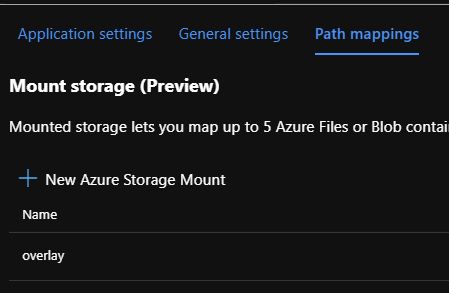 Application settings General settings Path mappings
Mount storage (Preview)
Mounted storage lets you map up to 5 Azure Files or Blob contai
New Azure Storage Mount
Name
overlay